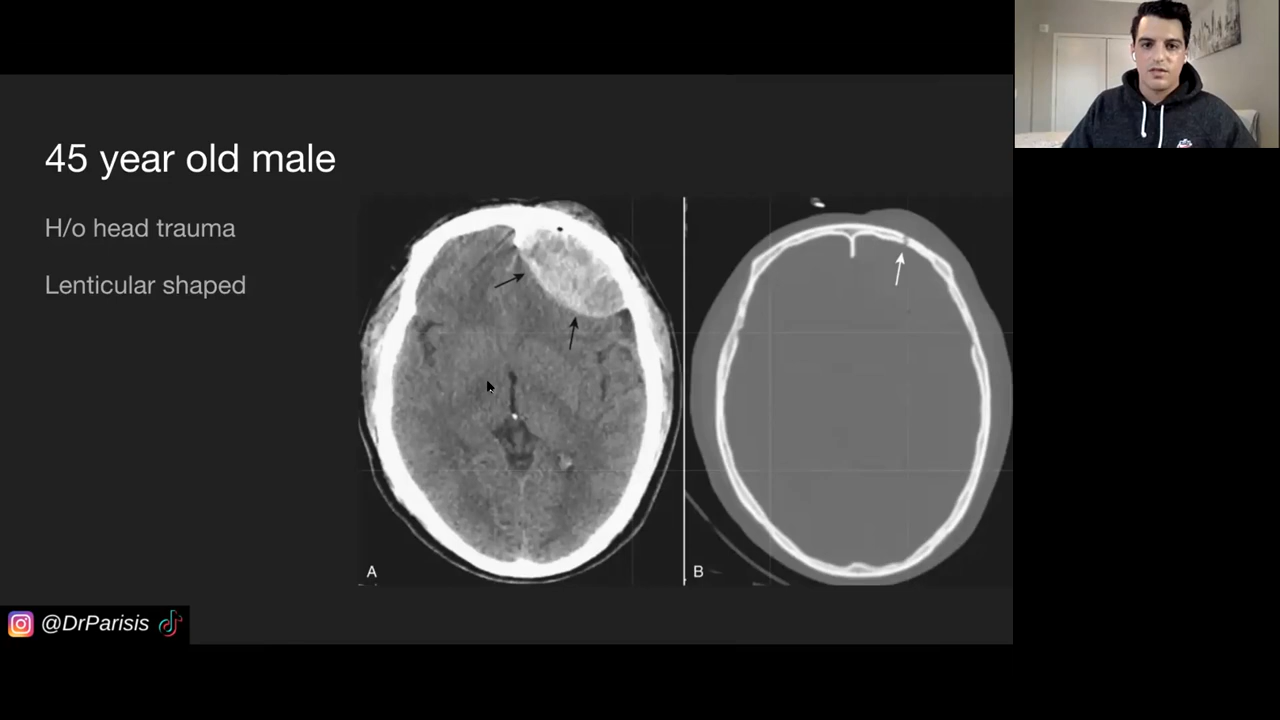 45 year old male
H/o head trauma
Lenticular shaped
A
B
@DrParisis